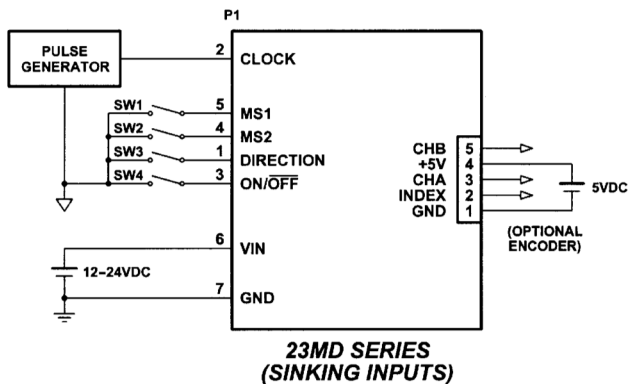 P1
PULSE
GENERATOR
2
CLOCK
SW1
5
MS1
SW2
4
MS2
SW3
1
DIRECTION
SW4
3
ON/OFF
6
VIN
12–24VDC
7
GND
CHB
5
+5V
4
CHA
3
INDEX
2
GND
1
5VDC
(OPTIONAL
ENCODER)
23MD SERIES
(SINKING INPUTS)